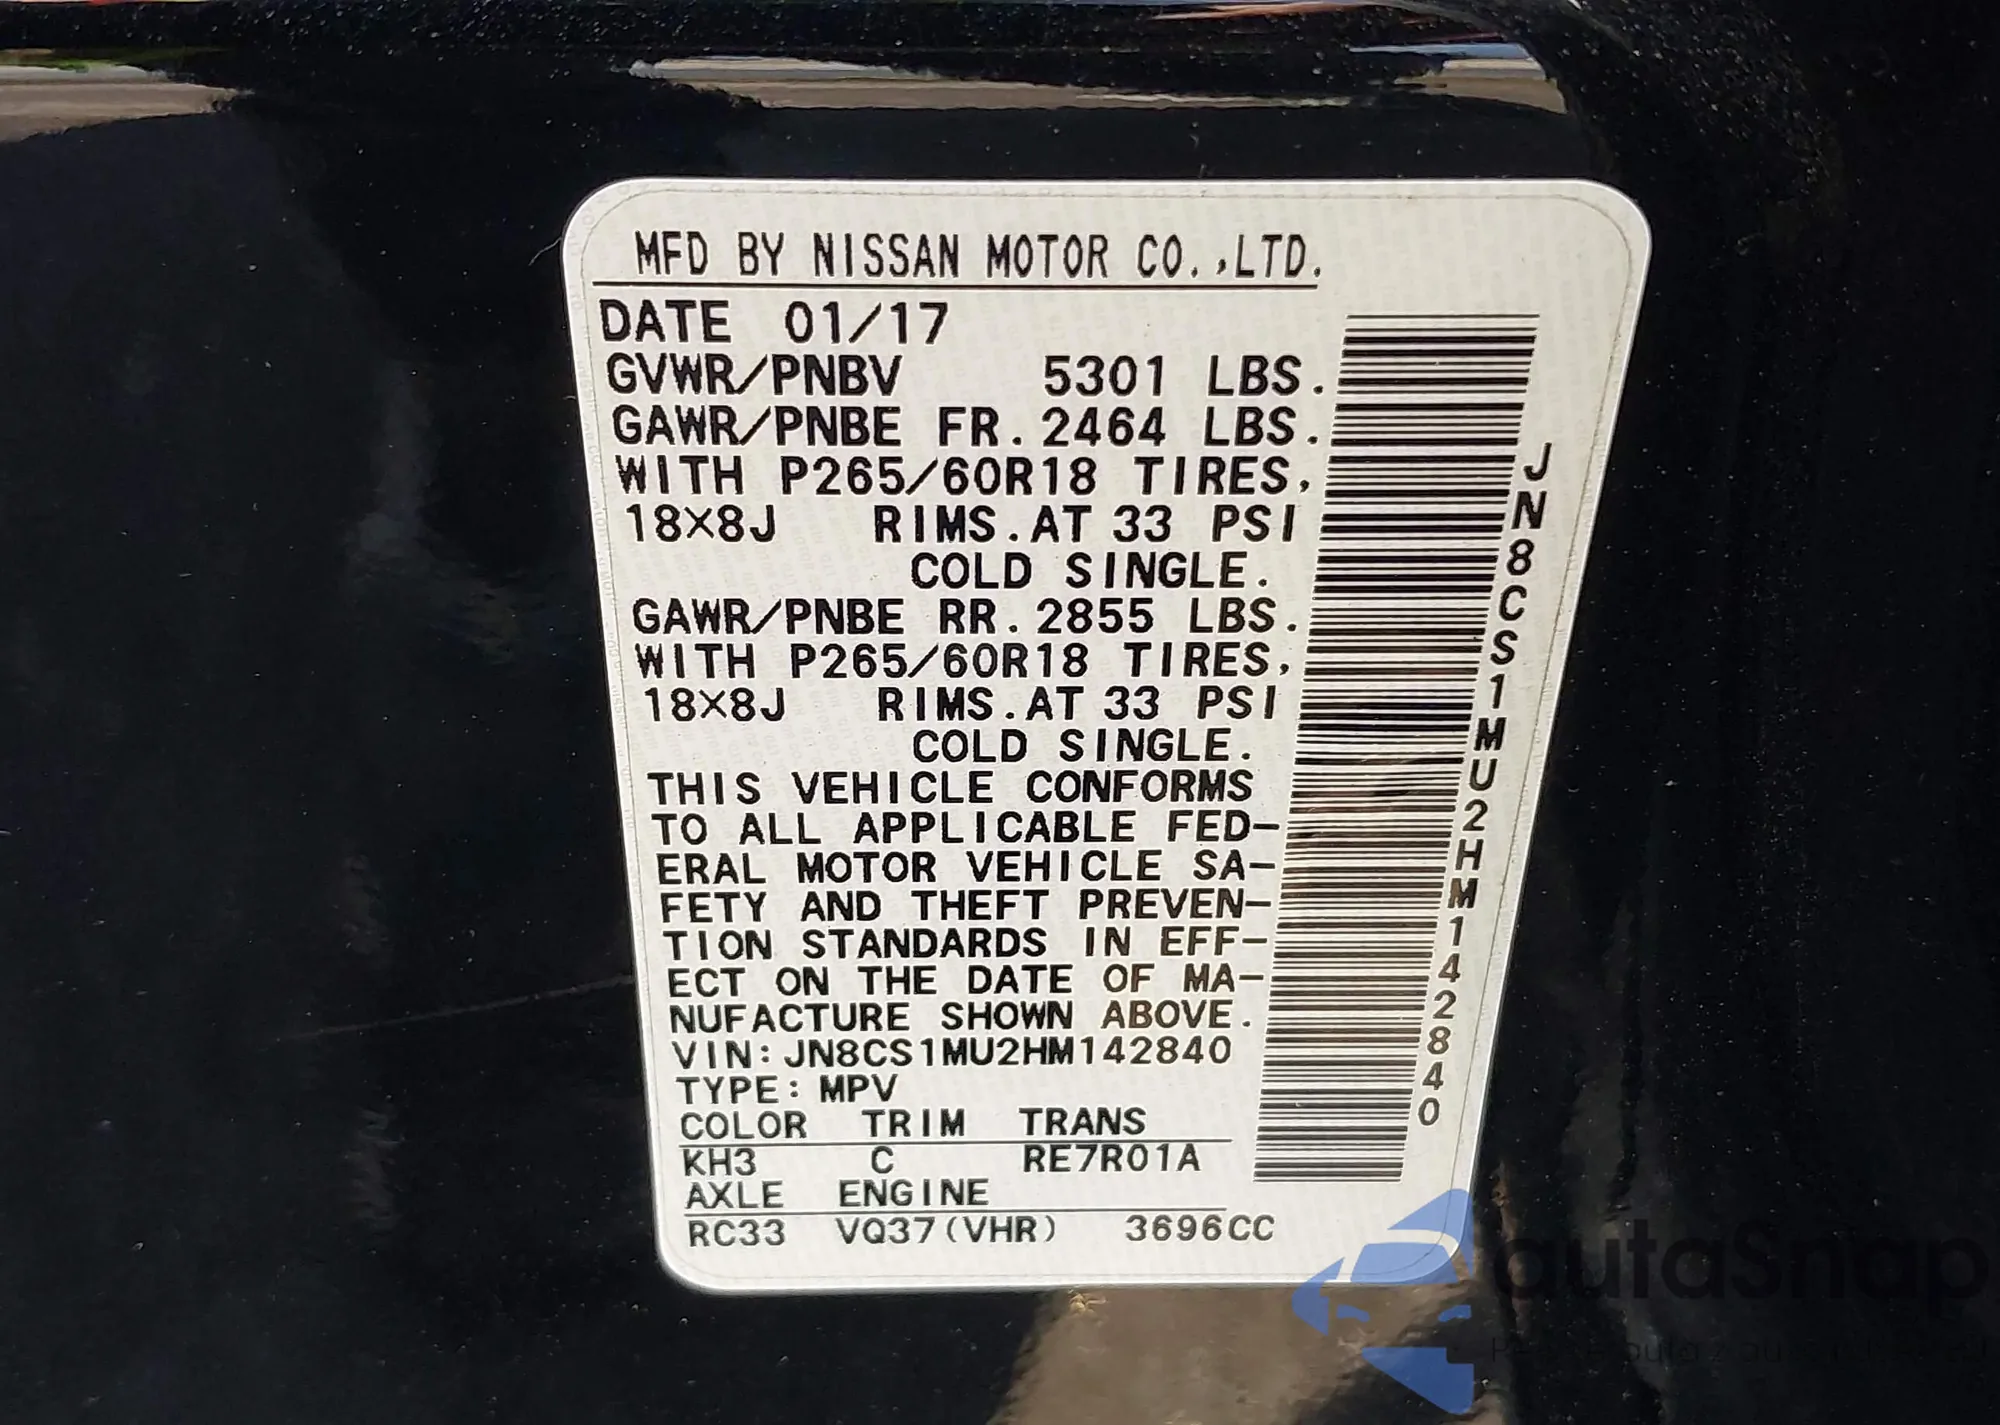 MFD BY NISSAN MOTOR CO.,LTD.
DATE 01/17
GVWR/PNBV 5301 LBS.
GAWR/PNBE FR. 2464 LBS.
WITH P265/60R18 TIRES,
18×8J RIMS.AT 33 PSI
COLD SINGLE.
GAWR/PNBE RR. 2855 LBS.
WITH P265/60R18 TIRES,
18×8J RIMS.AT 33 PSI
COLD SINGLE.
THIS VEHICLE CONFORMS
TO ALL APPLICABLE FED-
ERAL MOTOR VEHICLE SA-
FETY AND THEFT PREVEN-
TION STANDARDS IN EFF-
ECT ON THE DATE OF MA-
NUFACTURE SHOWN ABOVE.
VIN: JN8CS1MU2HM142840
TYPE: MPV
COLOR TRIM TRANS
KH3 C RE7R01A
AXLE ENGINE
RC33 VQ37(VHR) 3696CC
JN8CS1MU2HM142840
autaSnap